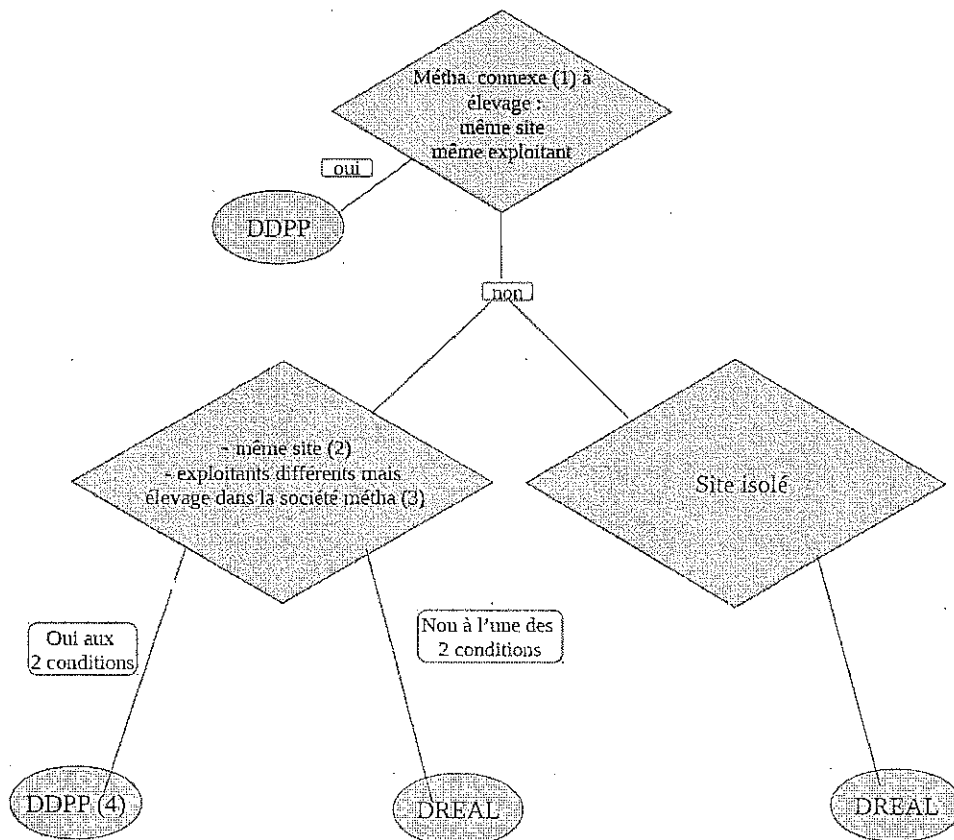 Métha. connexe (1) à
élevage :
même site
même exploitant
oui
DDPP
non
- même site (2)
- exploitants différents mais
élevage dans la société métha (3)
Site isolé
Oui aux
2 conditions
Non à l'une des
2 conditions
DDPP (4)
DREAL
DREAL